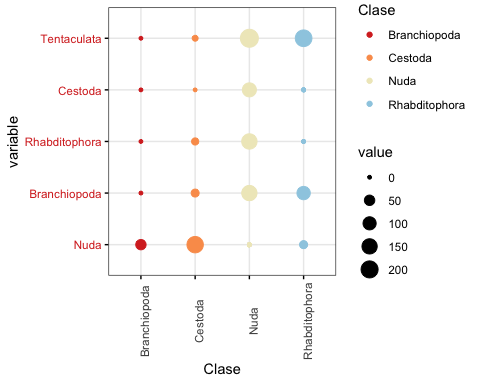 Tentaculata
Cestoda
Rhabditophora
Branchiopoda
Nuda
variable
Branchiopoda
Cestoda
Nuda
Rhabditophora
Clase
Clase
Branchiopoda
Cestoda
Nuda
Rhabditophora
value
0
50
100
150
200